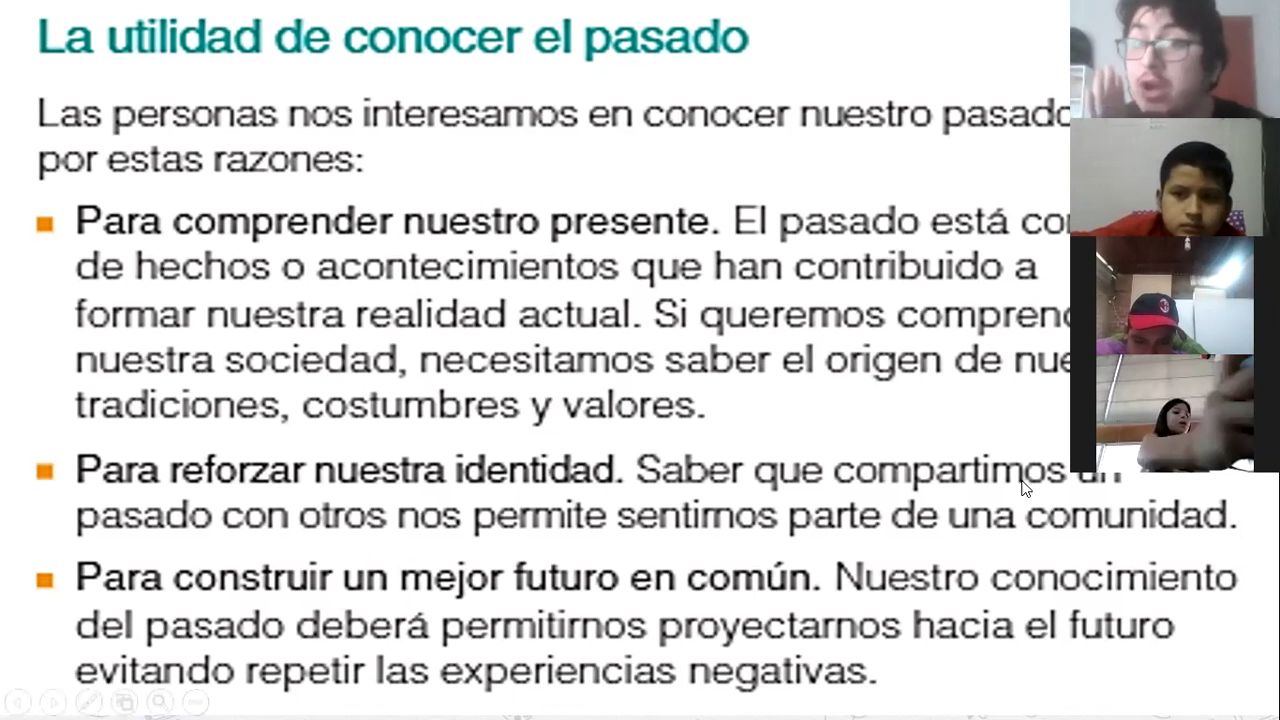 La utilidad de conocer el pasado
Las personas nos interesamos en conocer nuestro pasado
por estas razones:
Para comprender nuestro presente. El pasado está
de hechos o acontecimientos que han contribuido a
formar nuestra realidad actual. Si queremos
nuestra sociedad, necesitamos saber el origen de
tradiciones, costumbres y valores.
Para reforzar nuestra identidad. Saber que compartimos un
pasado con otros nos permite sentirnos parte de una comunidad.
Para construir un mejor futuro en común. Nuestro conocimiento
del pasado deberá permitirnos proyectarnos hacia el futuro
evitando repetir las experiencias negativas.